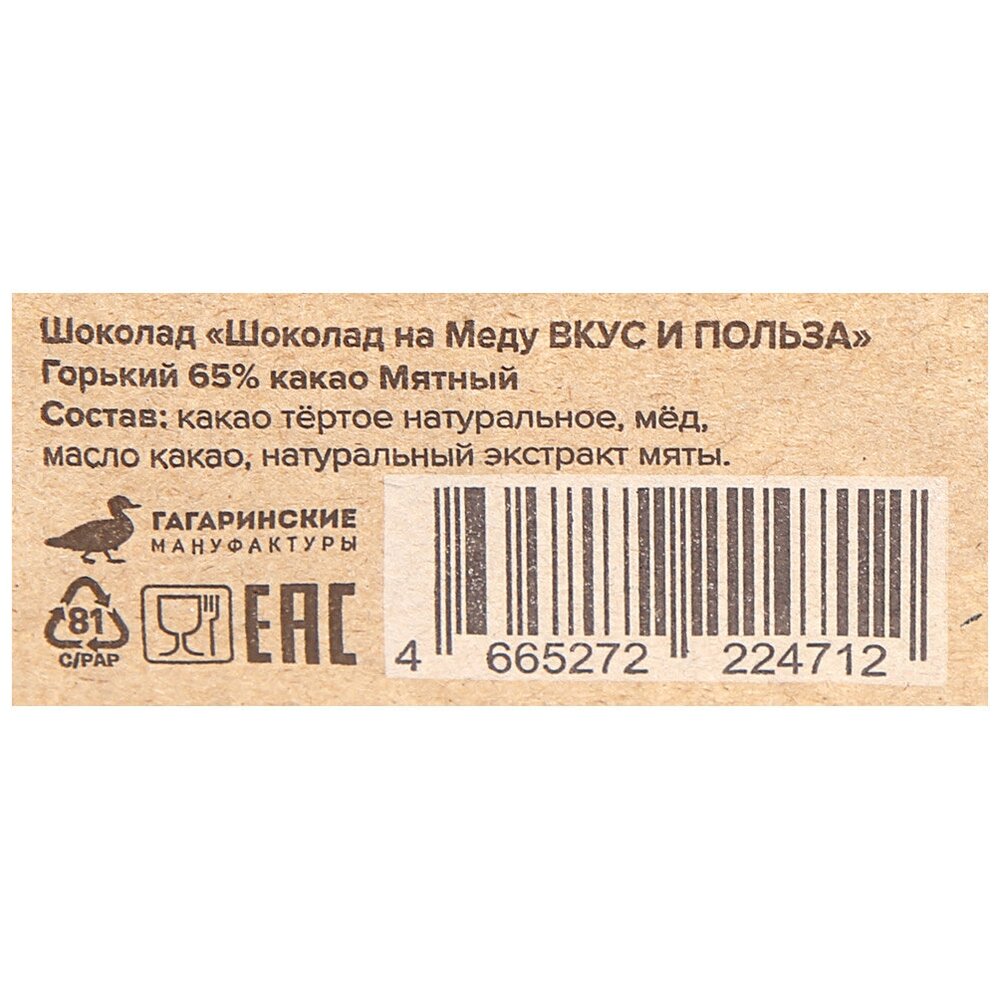 Шоколад «Шоколад на Меду ВКУС И ПОЛЬЗА»
Горький 65% какао Мятный
Состав: какао тёртое натуральное, мёд,
масло какао, натуральный экстракт мяты.
ГАГАРИНСКИЕ
МАНУФАКТУРЫ
81
C/PAP
EAC
4 665272 224712